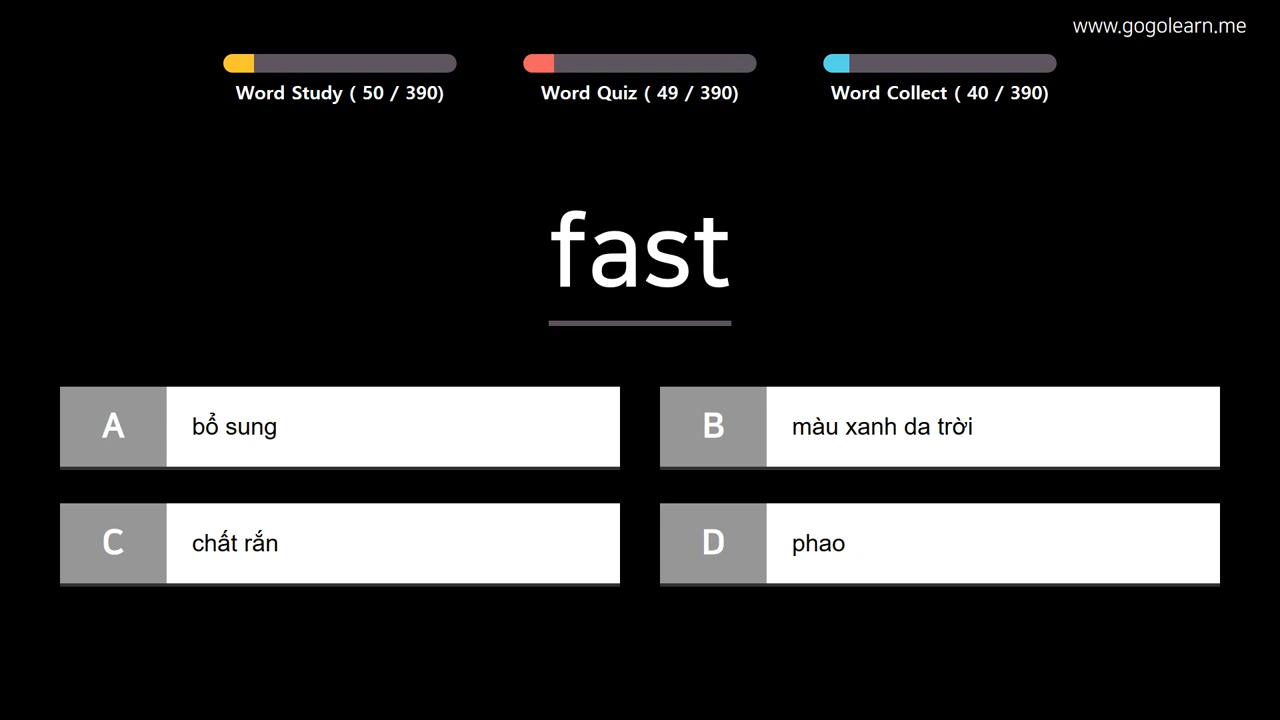 www.gogolearn.me
Word Study ( 50 / 390)
Word Quiz ( 49 / 390)
Word Collect ( 40 / 390)
fast
A
bổ sung
B
màu xanh da trời
C
chất rắn
D
phao